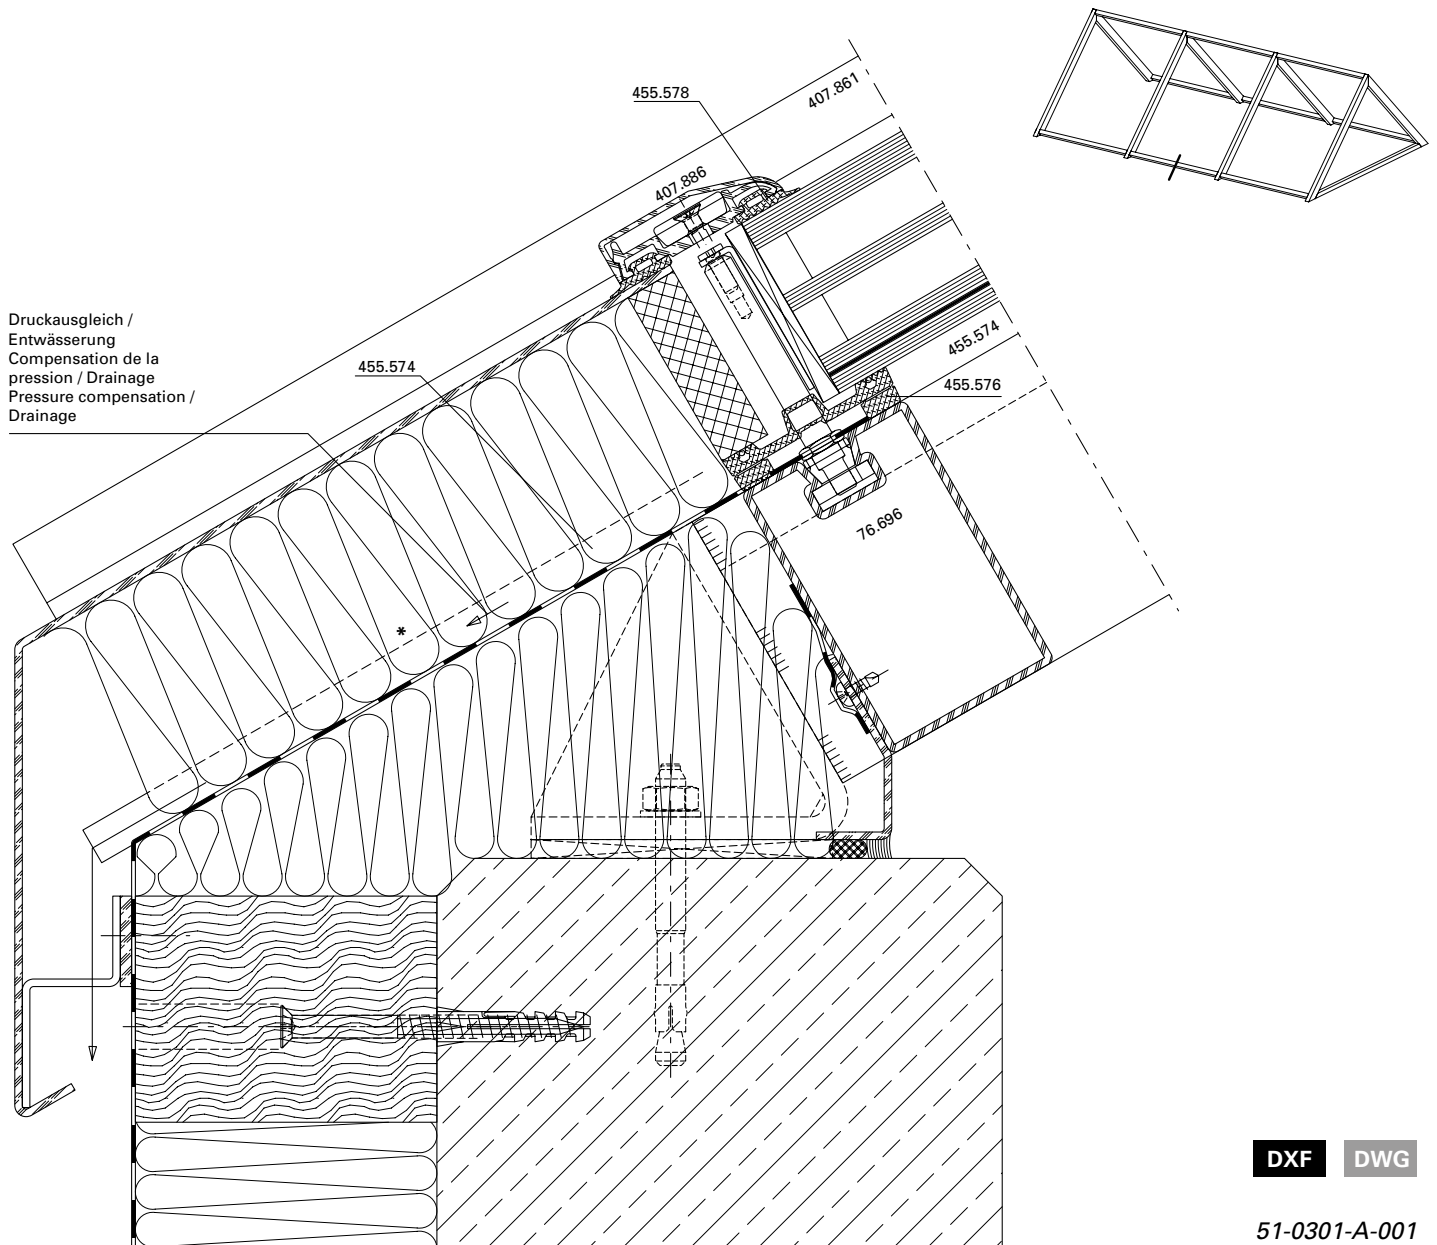 455.578
407.861
407.886
Druckausgleich /
Entwässerung
Compensation de la
pression / Drainage
Pressure compensation /
Drainage
455.574
455.574
455.576
76.696
*
DXF DWG
51-0301-A-001